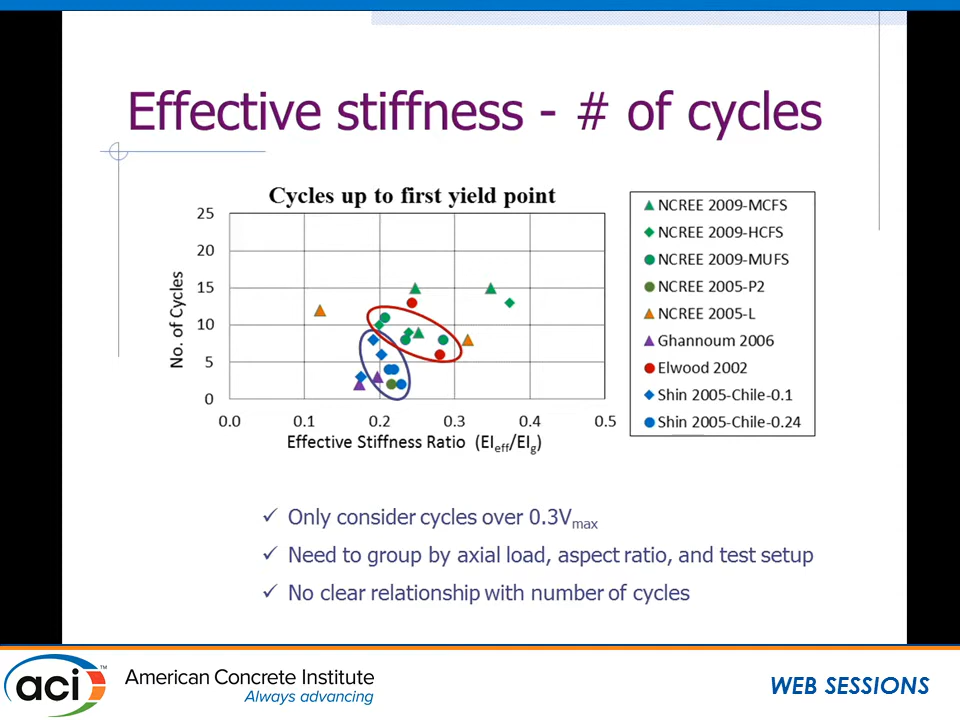 Effective stiffness - # of cycles
Cycles up to first yield point
25
20
15
10
5
0
No. of Cycles
0.0 0.1 0.2 0.3 0.4 0.5
Effective Stiffness Ratio (EIeff/EIg)
NCREE 2009-MCFS
NCREE 2009-HCFS
NCREE 2009-MUFS
NCREE 2005-P2
NCREE 2005-L
Ghannoum 2006
Elwood 2002
Shin 2005-Chile-0.1
Shin 2005-Chile-0.24
✓ Only consider cycles over 0.3Vmax
✓ Need to group by axial load, aspect ratio, and test setup
✓ No clear relationship with number of cycles
aci™
American Concrete Institute
Always advancing
WEB SESSIONS